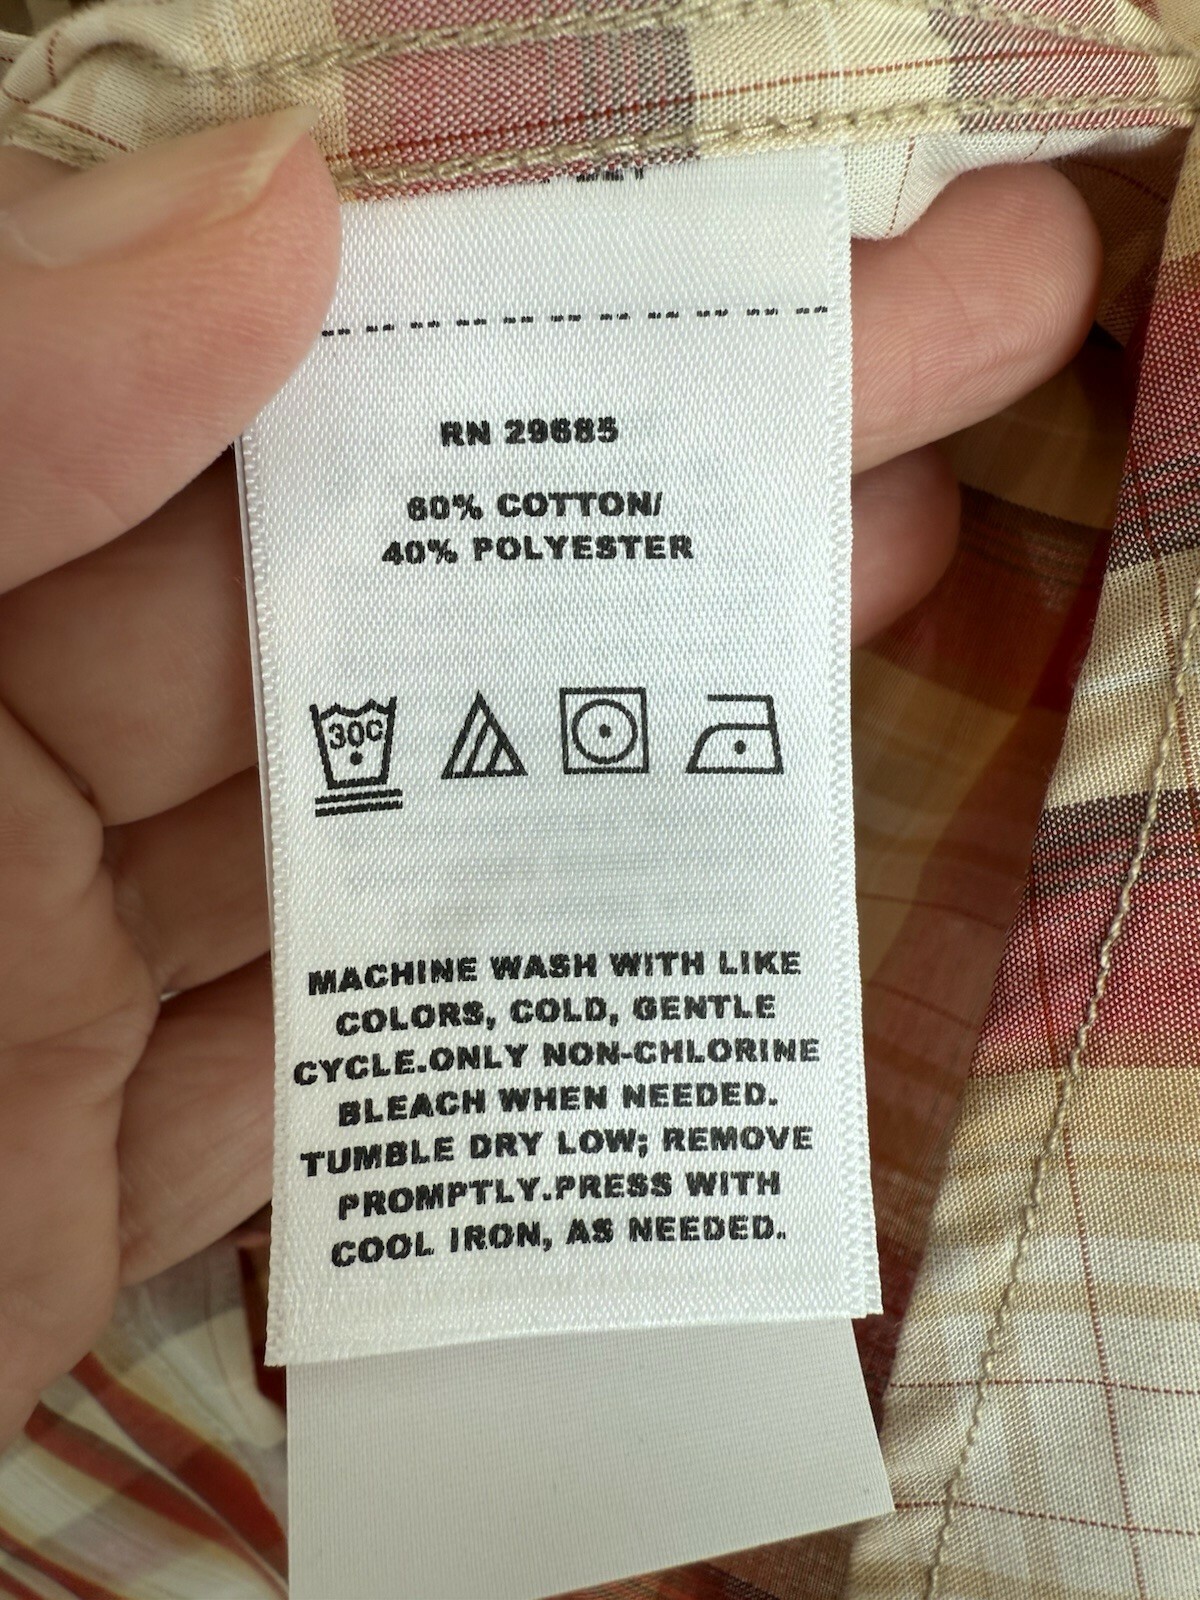 RN 29685
60% COTTON/
40% POLYESTER
30C
MACHINE WASH WITH LIKE
COLORS, COLD, GENTLE
CYCLE.ONLY NON-CHLORINE
BLEACH WHEN NEEDED.
TUMBLE DRY LOW; REMOVE
PROMPTLY.PRESS WITH
COOL IRON, AS NEEDED.